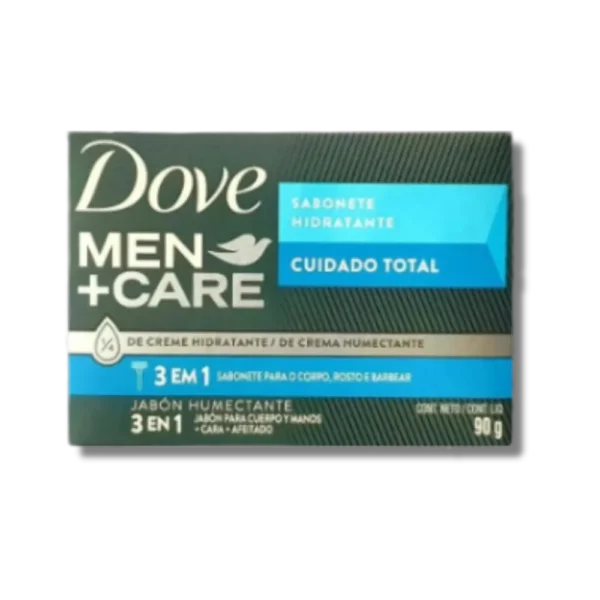 Dove
MEN
+CARE
SABONETE
HIDRATANTE
CUIDADO TOTAL
1/4 DE CREME HIDRATANTE / DE CREMA HUMECTANTE
3 EM 1 SABONETE PARA O CORPO, ROSTO E BARBEAR
JABÓN HUMECTANTE
3 EN 1 JABÓN PARA CUERPO Y MANOS
+ CARA + AFEITADO
CONT. NETO / CONT. LIQ.
90 g